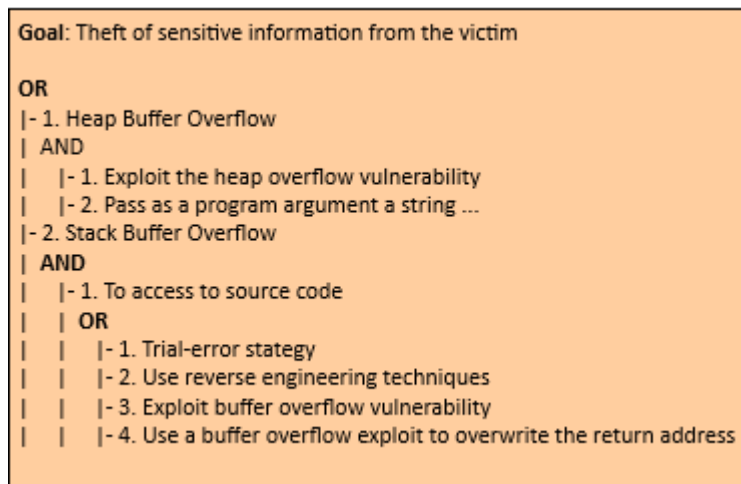 Goal: Theft of sensitive information from the victim
OR
|- 1. Heap Buffer Overflow
| AND
| |- 1. Exploit the heap overflow vulnerability
| |- 2. Pass as a program argument a string ...
|- 2. Stack Buffer Overflow
| AND
| |- 1. To access to source code
| | OR
| | |- 1. Trial-error stategy
| | |- 2. Use reverse engineering techniques
| | |- 3. Exploit buffer overflow vulnerability
| | |- 4. Use a buffer overflow exploit to overwrite the return address